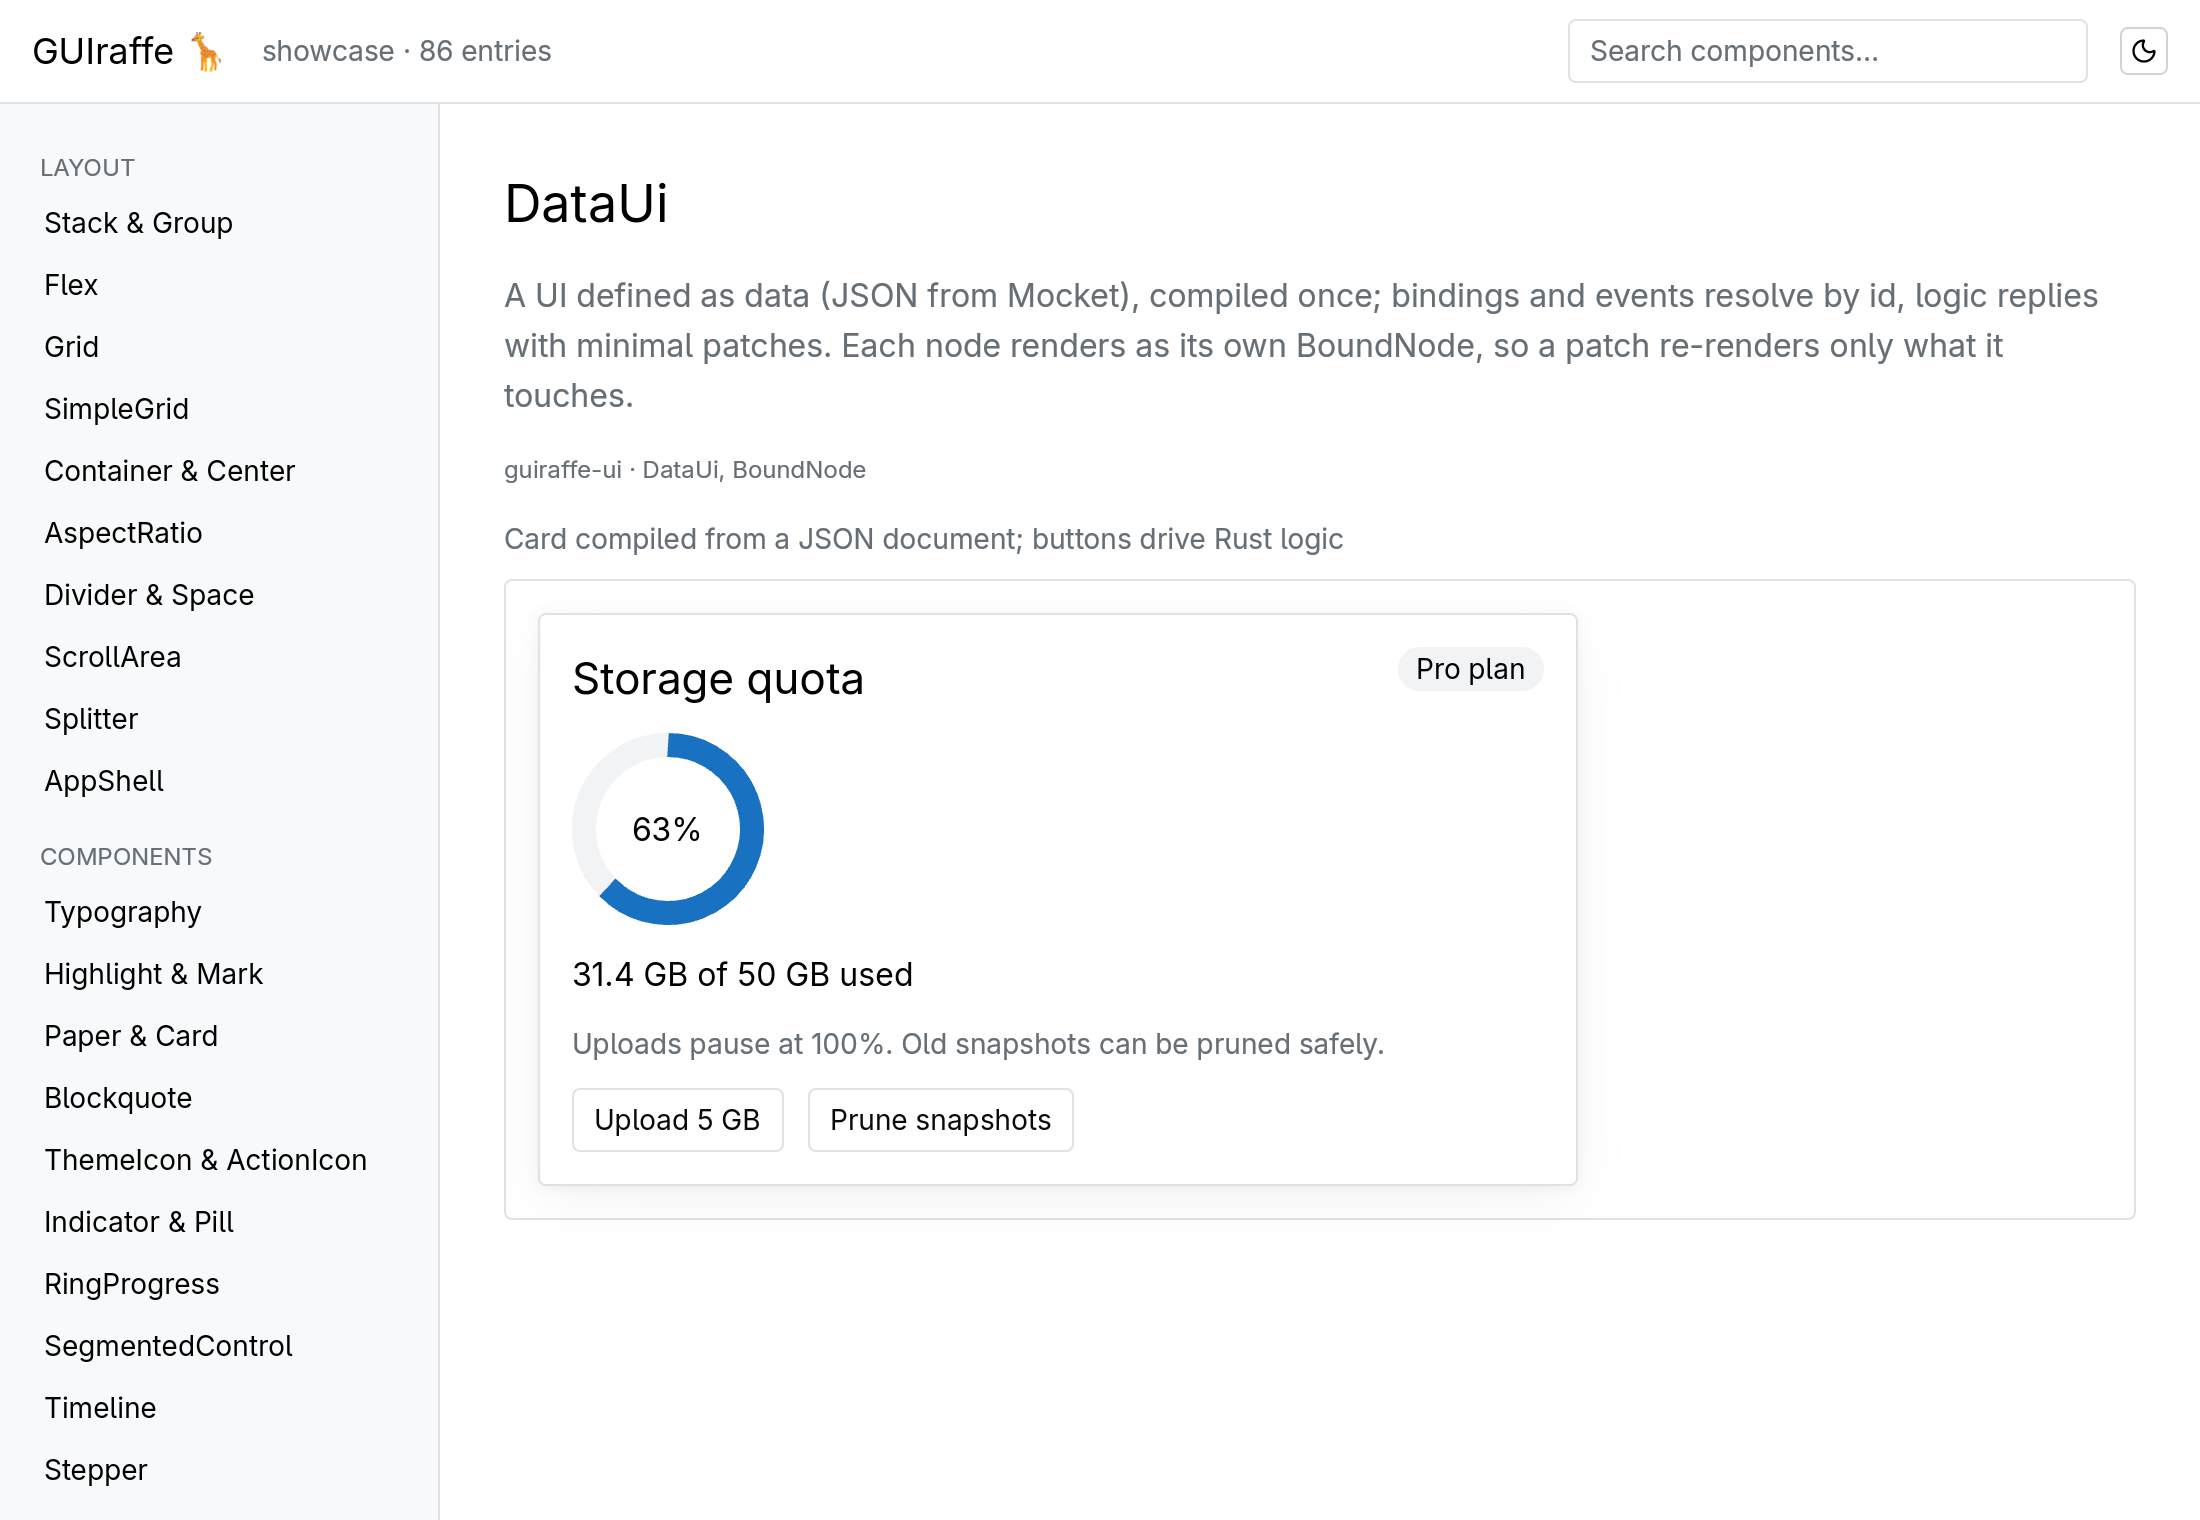 GUIraffe 🦒
showcase · 86 entries
Search components...
LAYOUT
Stack & Group
Flex
Grid
SimpleGrid
Container & Center
AspectRatio
Divider & Space
ScrollArea
Splitter
AppShell
COMPONENTS
Typography
Highlight & Mark
Paper & Card
Blockquote
ThemeIcon & ActionIcon
Indicator & Pill
RingProgress
SegmentedControl
Timeline
Stepper
DataUi
A UI defined as data (JSON from Mocket), compiled once; bindings and events resolve by id, logic replies
with minimal patches. Each node renders as its own BoundNode, so a patch re-renders only what it
touches.
guiraffe-ui · DataUi, BoundNode
Card compiled from a JSON document; buttons drive Rust logic
Storage quota
Pro plan
63%
31.4 GB of 50 GB used
Uploads pause at 100%. Old snapshots can be pruned safely.
Upload 5 GB
Prune snapshots